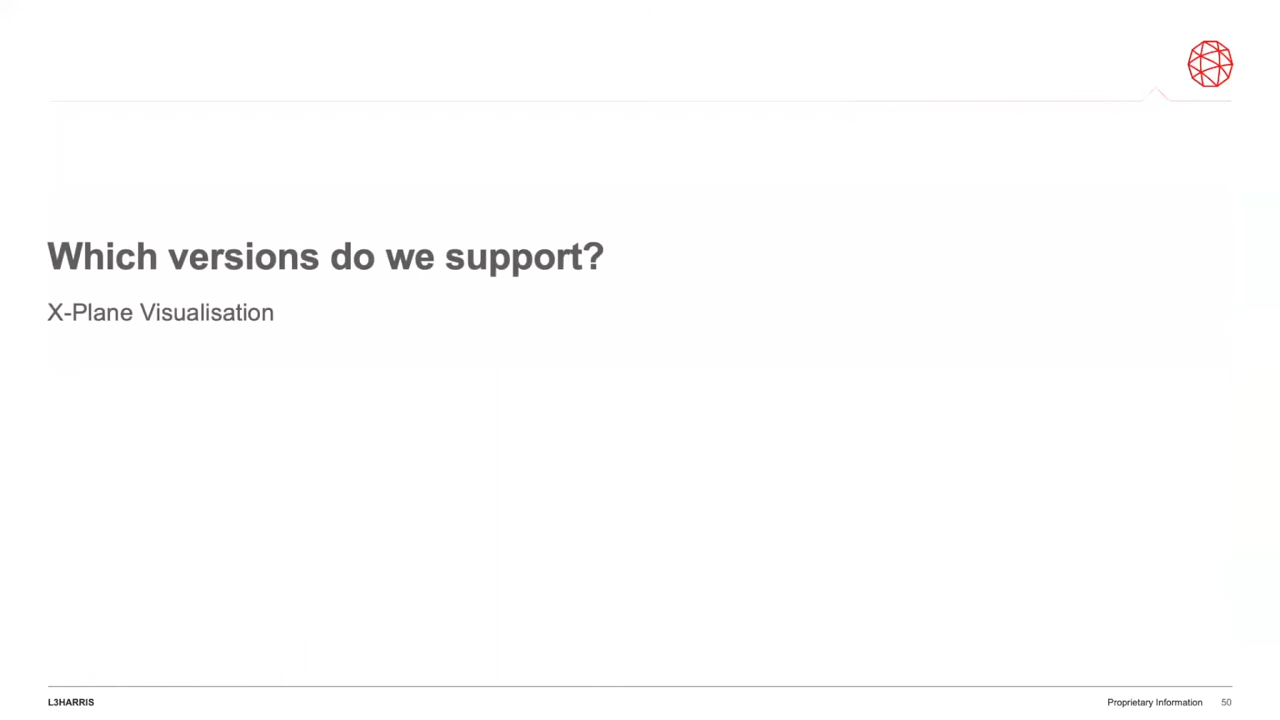 Which versions do we support?
X-Plane Visualisation
L3HARRIS
Proprietary Information 50